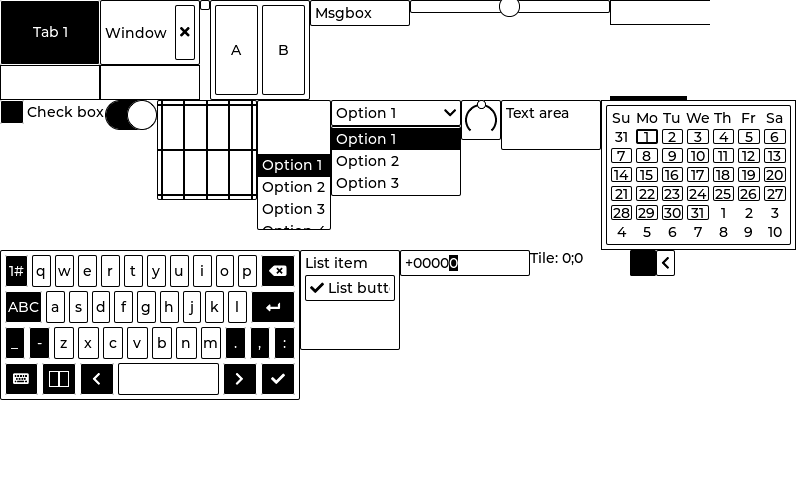 Tab 1
Window
A B
Msgbox
Check box
Option 1
Option 2
Option 3
Option 1
Option 1
Option 2
Option 3
Text area
Su Mo Tu We Th Fr Sa
31 1 2 3 4 5 6
7 8 9 10 11 12 13
14 15 16 17 18 19 20
21 22 23 24 25 26 27
28 29 30 31 1 2 3
4 5 6 7 8 9 10
1# q w e r t y u i o p
ABC a s d f g h j k l
_ - z x c v b n m . , :
List item
List butt
+00000
Tile: 0;0